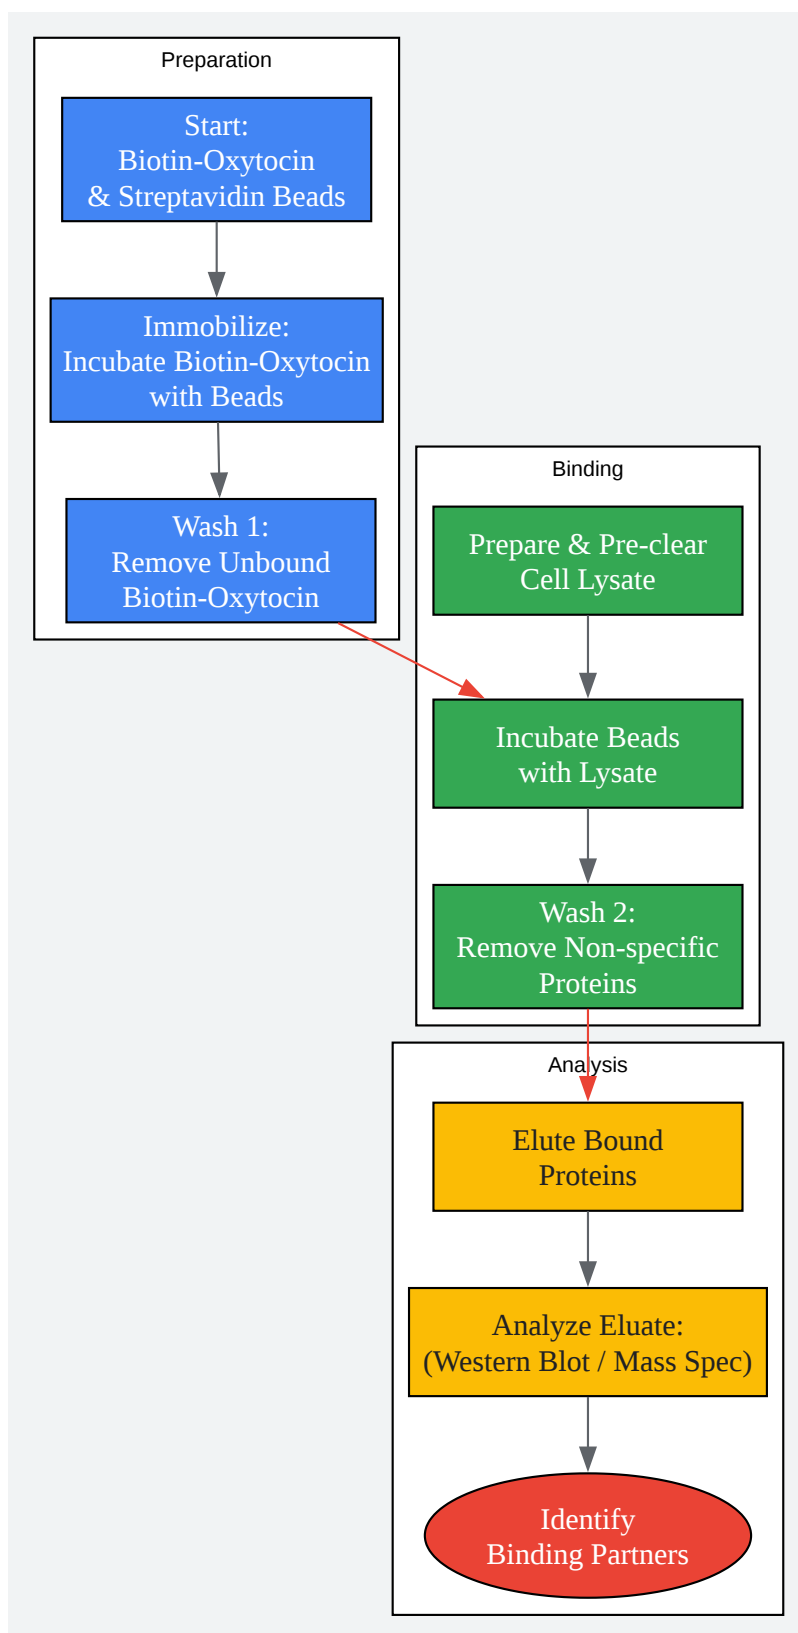 Preparation
Start:
Biotin-Oxytocin
& Streptavidin Beads
Immobilize:
Incubate Biotin-Oxytocin
with Beads
Wash 1:
Remove Unbound
Biotin-Oxytocin
Binding
Prepare & Pre-clear
Cell Lysate
Incubate Beads
with Lysate
Wash 2:
Remove Non-specific
Proteins
Analysis
Elute Bound
Proteins
Analyze Eluate:
(Western Blot / Mass Spec)
Identify
Binding Partners